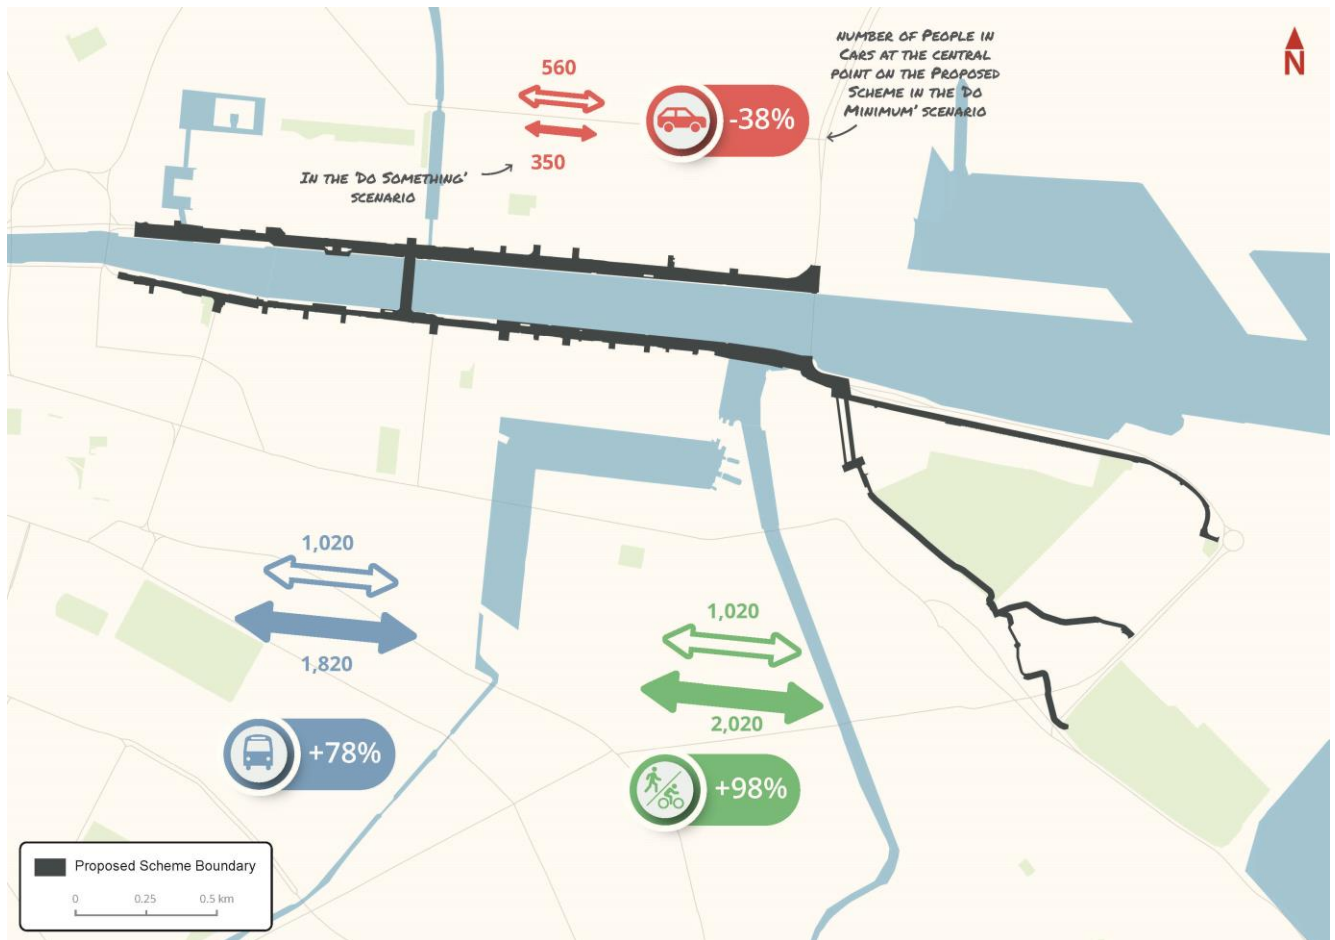 NUMBER OF PEOPLE IN
CARS AT THE CENTRAL
POINT ON THE PROPOSED
SCHEME IN THE 'DO
MINIMUM' SCENARIO
N
560
-38%
350
IN THE 'DO SOMETHING'
SCENARIO
1,020
1,820
+78%
1,020
2,020
+98%
Proposed Scheme Boundary
0 0.25 0.5 km